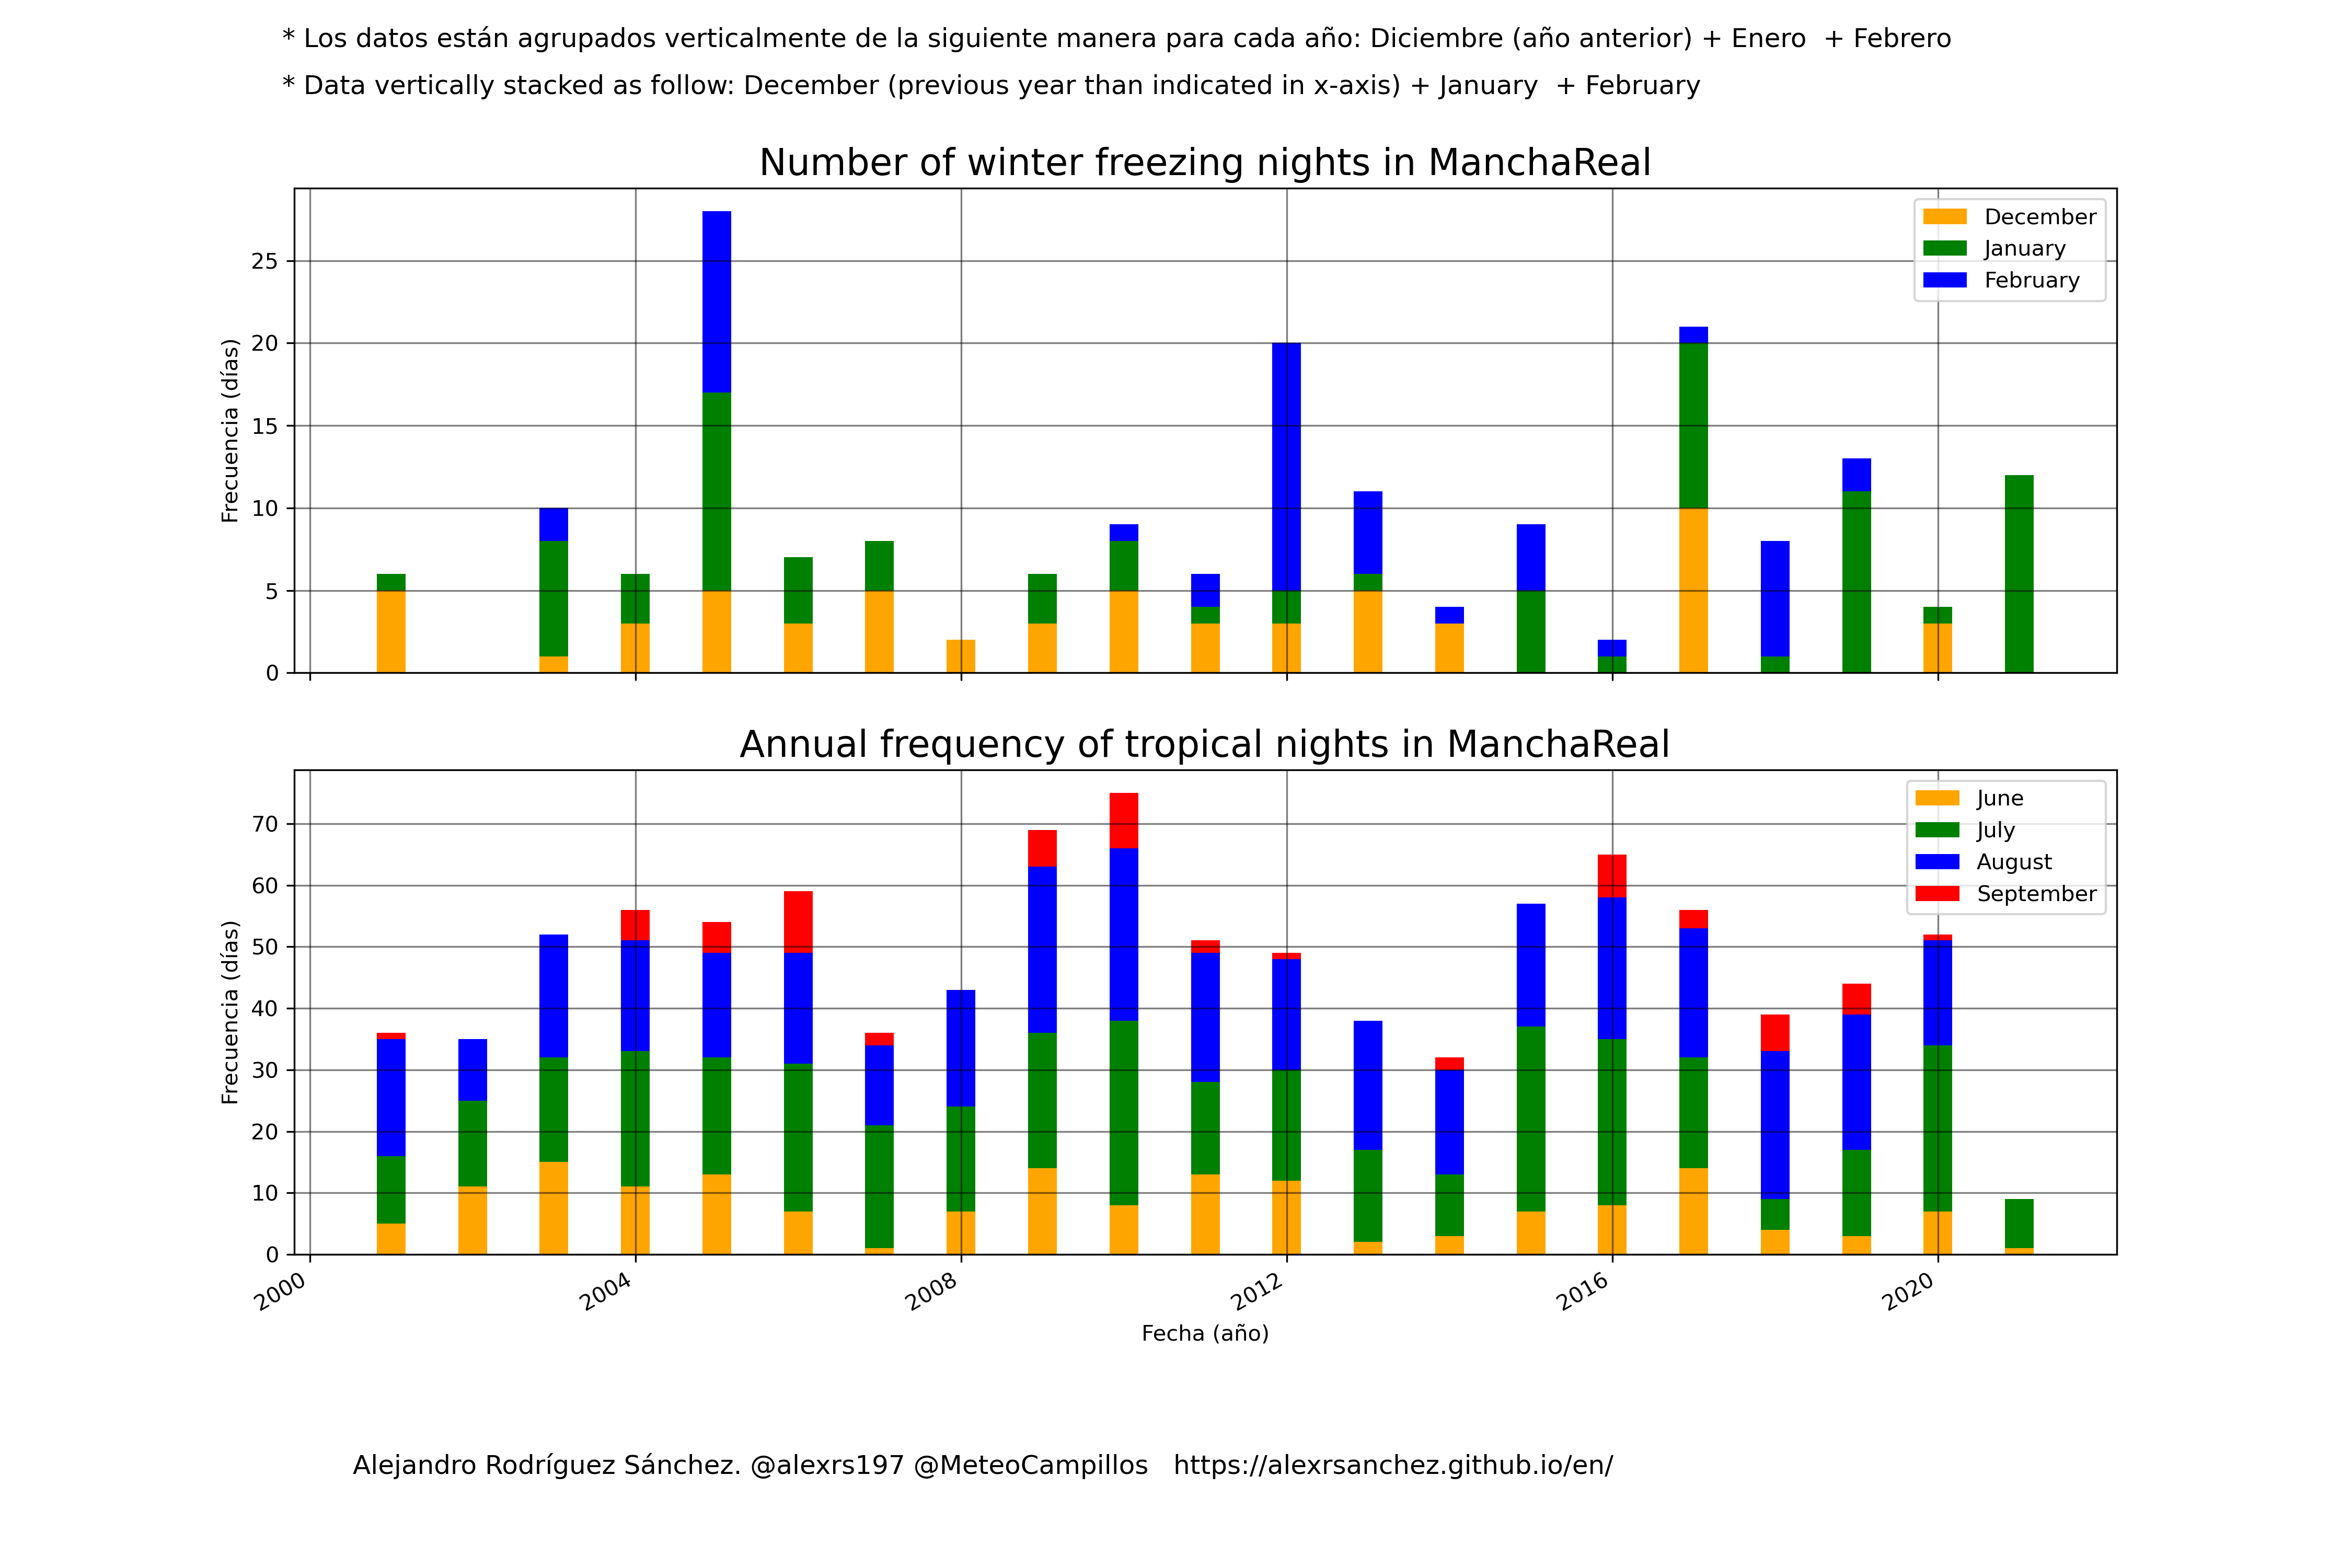 * Los datos están agrupados verticalmente de la siguiente manera para cada año: Diciembre (año anterior) + Enero  + Febrero
* Data vertically stacked as follow: December (previous year than indicated in x-axis) + January  + February
Number of winter freezing nights in ManchaReal
Frecuencia (días)
25
20
15
10
5
0
December
January
February
Annual frequency of tropical nights in ManchaReal
Frecuencia (días)
70
60
50
40
30
20
10
0
June
July
August
September
2000
2004
2008
2012
2016
2020
Fecha (año)
Alejandro Rodríguez Sánchez. @alexrs197 @MeteoCampillos   https://alexrsanchez.github.io/en/